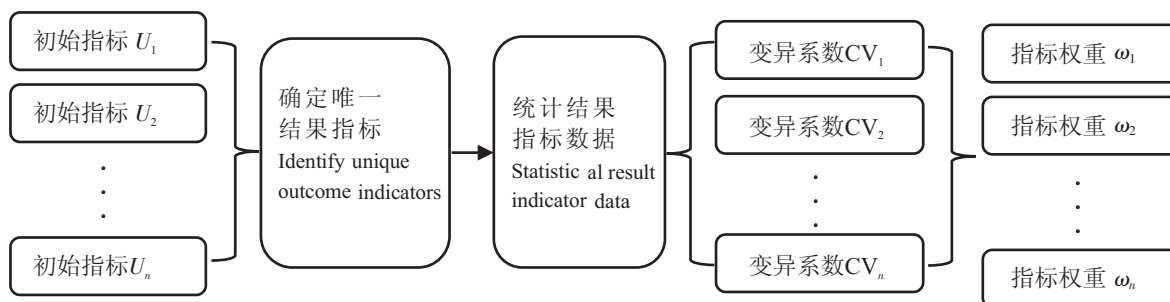 初始指标 U₁
初始指标 U₂
初始指标Uₙ
确定唯一
结果指标
Identify unique
outcome indicators
统计结果
指标数据
Statistic al result
indicator data
变异系数CV₁
变异系数CV₂
变异系数CVₙ
指标权重 ω₁
指标权重 ω₂
指标权重 ωₙ